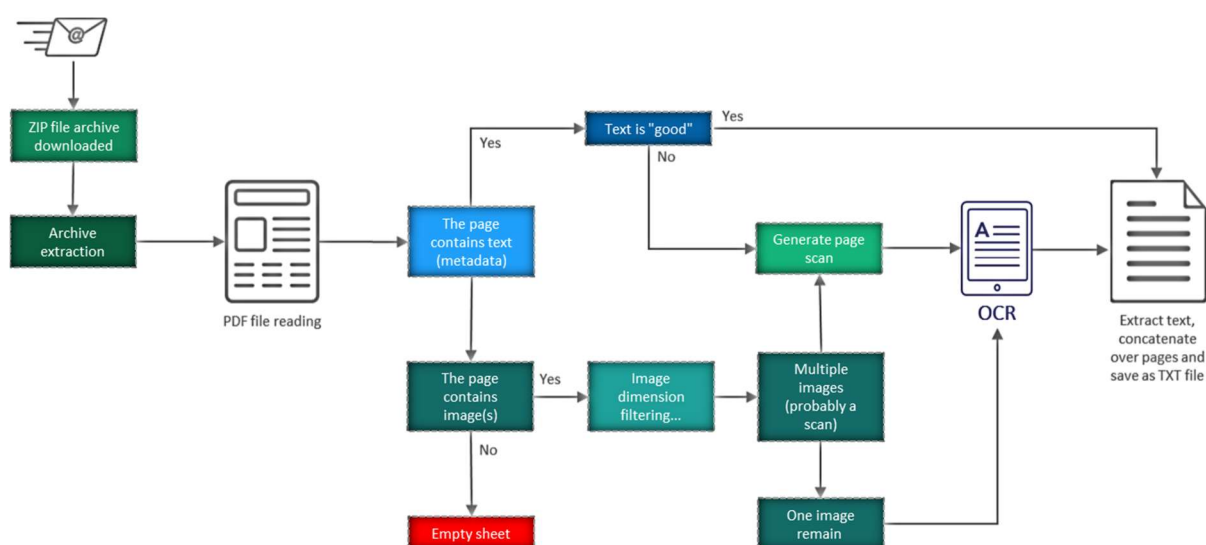 @
ZIP file archive
downloaded
Archive
extraction
PDF file reading
The page
contains text
(metadata)
Yes
Text is "good"
Yes
No
Generate page
scan
A
OCR
Extract text,
concatenate
over pages and
save as TXT file
The page
contains
image(s)
Yes
No
Image
dimension
filtering...
Multiple
images
(probably a
scan)
One image
remain
Empty sheet